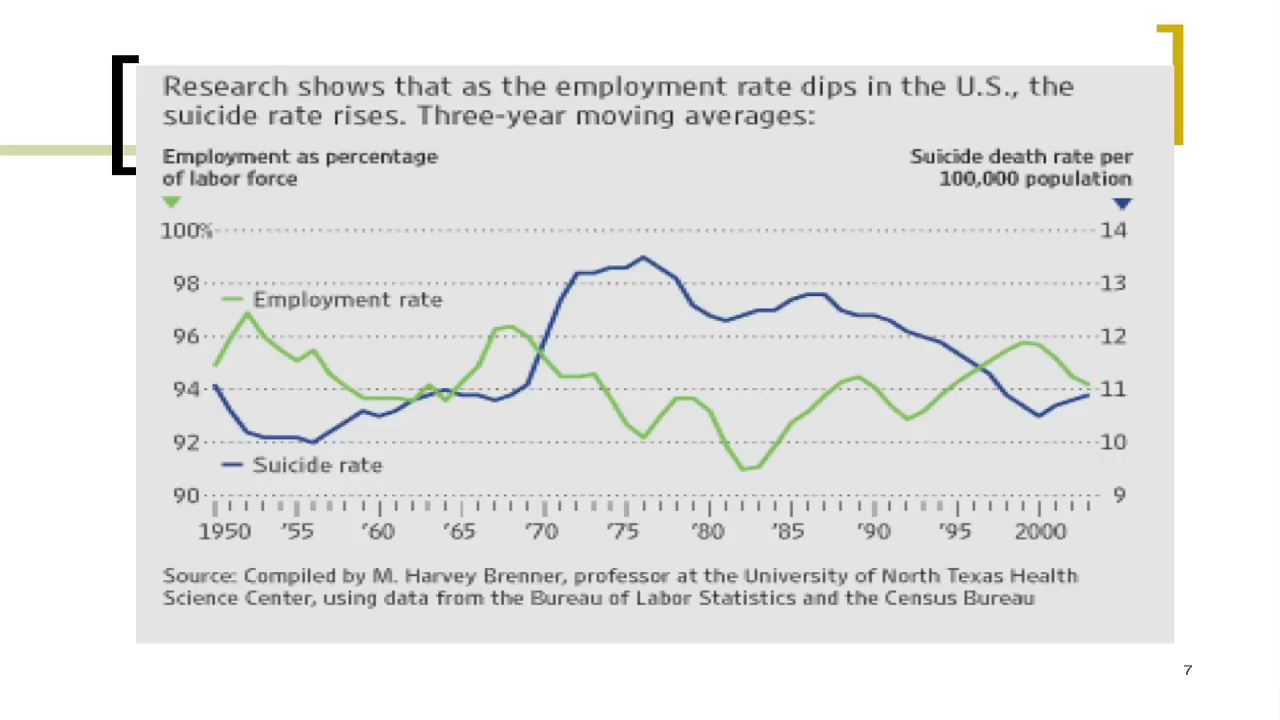 Research shows that as the employment rate dips in the U.S., the
suicide rate rises. Three-year moving averages:
Employment as percentage
of labor force
Suicide death rate per
100,000 population
100%
14
98
13
Employment rate
96
12
94
11
92
10
Suicide rate
90
9
1950 '55 '60 '65 '70 '75 '80 '85 '90 '95 2000
Source: Compiled by M. Harvey Brenner, professor at the University of North Texas Health
Science Center, using data from the Bureau of Labor Statistics and the Census Bureau
7